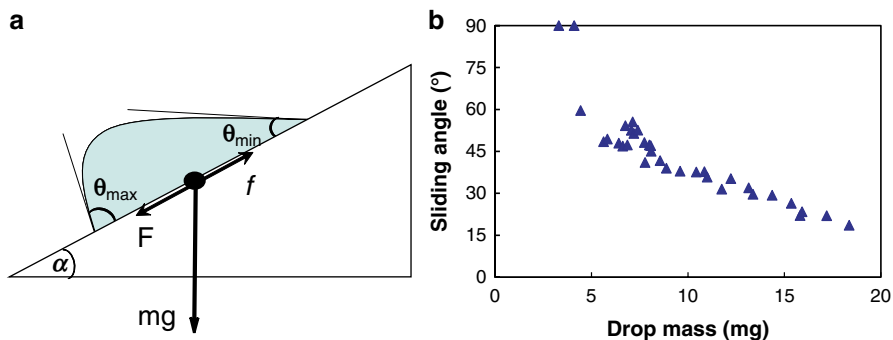 a
θmax
θmin
f
F
α
mg
b
Sliding angle (°)
90
75
60
45
30
15
0
0 5 10 15 20
Drop mass (mg)